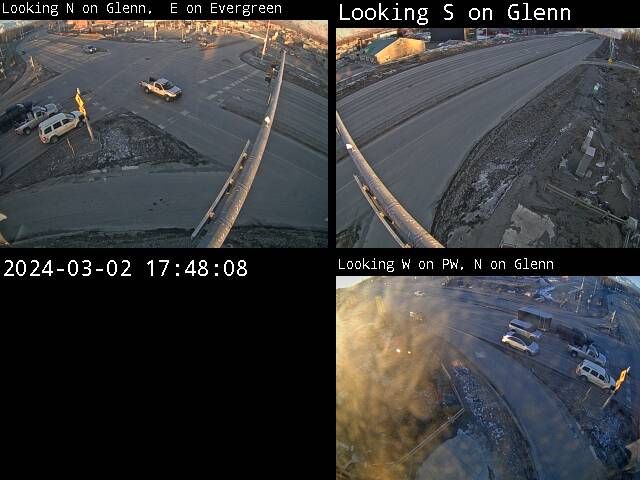 Looking N on Glenn,  E on Evergreen
Looking S on Glenn
2024-03-02 17:48:08
Looking W on PW, N on Glenn